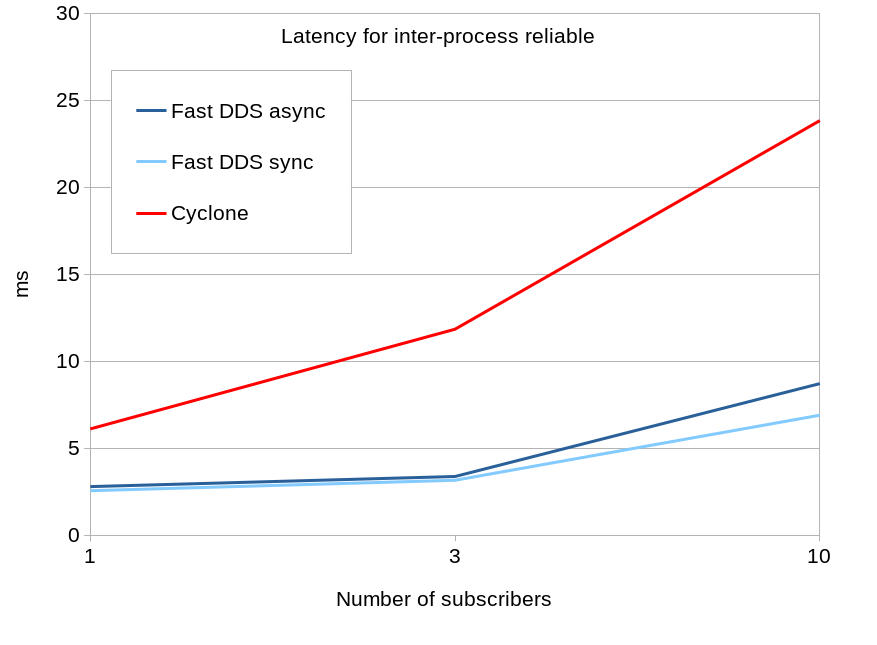 Latency for inter-process reliable
30
25
20
15
10
5
0
ms
Fast DDS async
Fast DDS sync
Cyclone
1 3 10
Number of subscribers